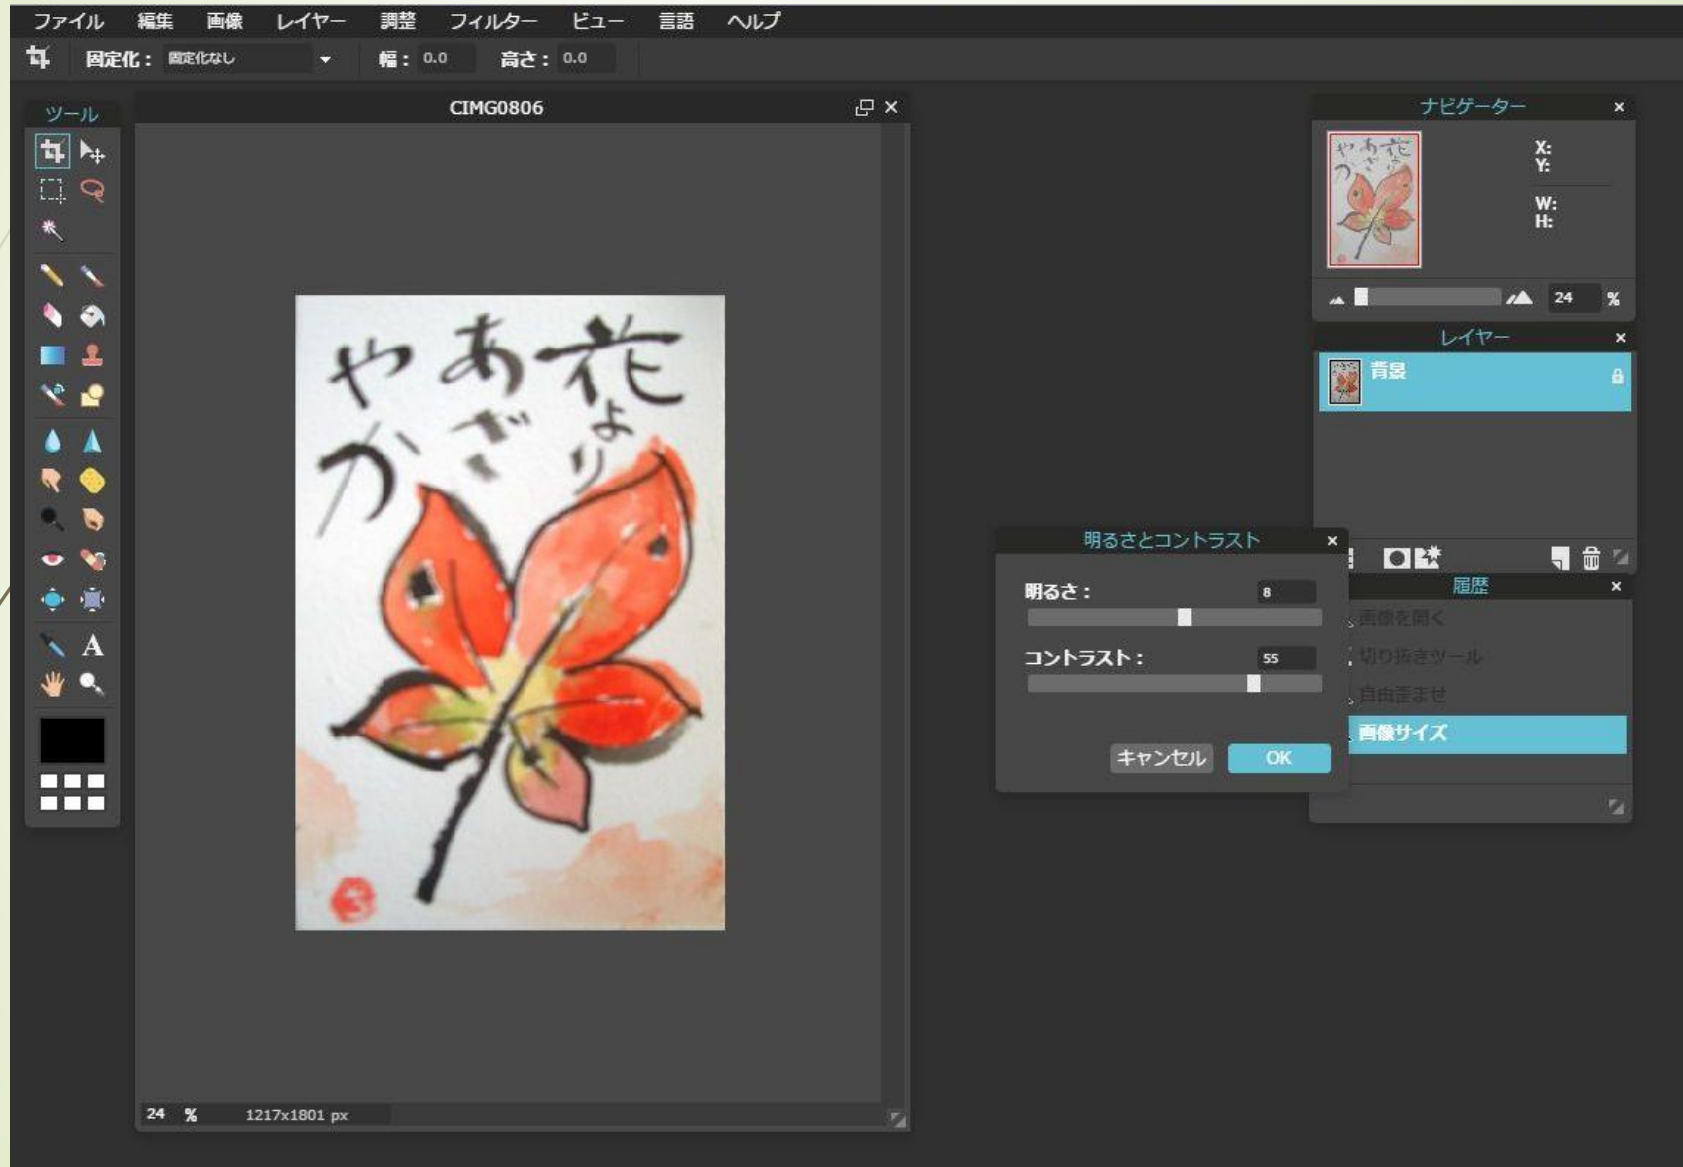 ファイル 編集 画像 レイヤー 調整 フィルター ビュー 言語 ヘルプ
固定化： 固定化なし 幅： 0.0 高さ： 0.0
ツール
CIMG0806
花より
あざ
やか
3
24 % 1217x1801 px
A
ナビゲーター
X:
Y:
W:
H:
24 %
レイヤー
背景
明るさとコントラスト
明るさ： 8
コントラスト： 55
キャンセル OK
履歴
画像を開く
切り抜きツール
自由歪ませ
画像サイズ